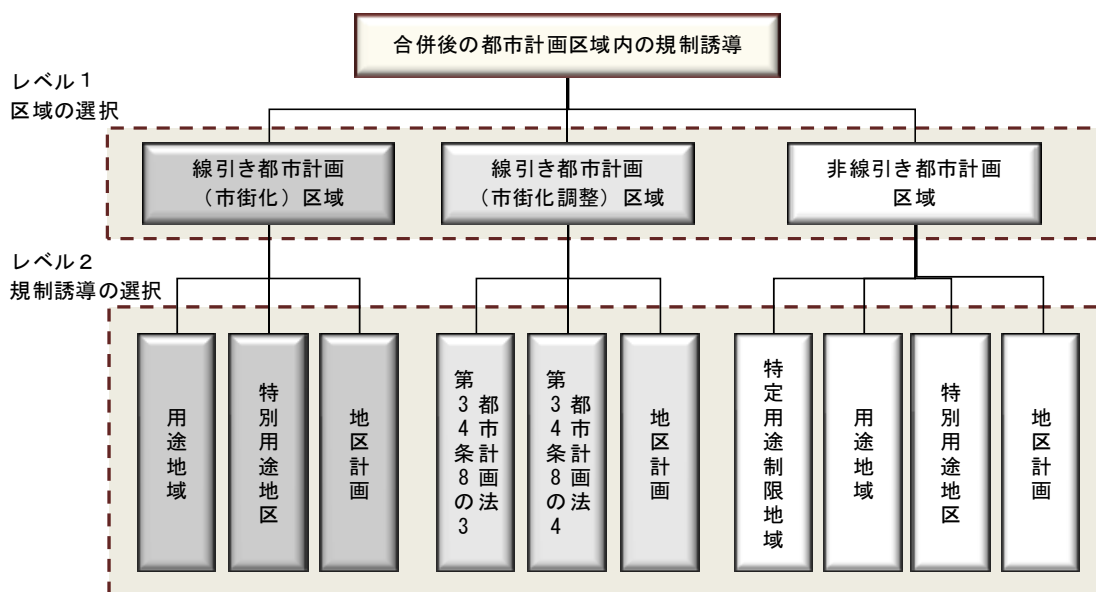 合併後の都市計画区域内の規制誘導
レベル１
区域の選択
線引き都市計画
（市街化）区域
線引き都市計画
（市街化調整）区域
非線引き都市計画
区域
レベル２
規制誘導の選択
用途地域
特別用途地区
地区計画
都市計画法
第34条8の3
都市計画法
第34条8の4
地区計画
特定用途制限地域
用途地域
特別用途地区
地区計画